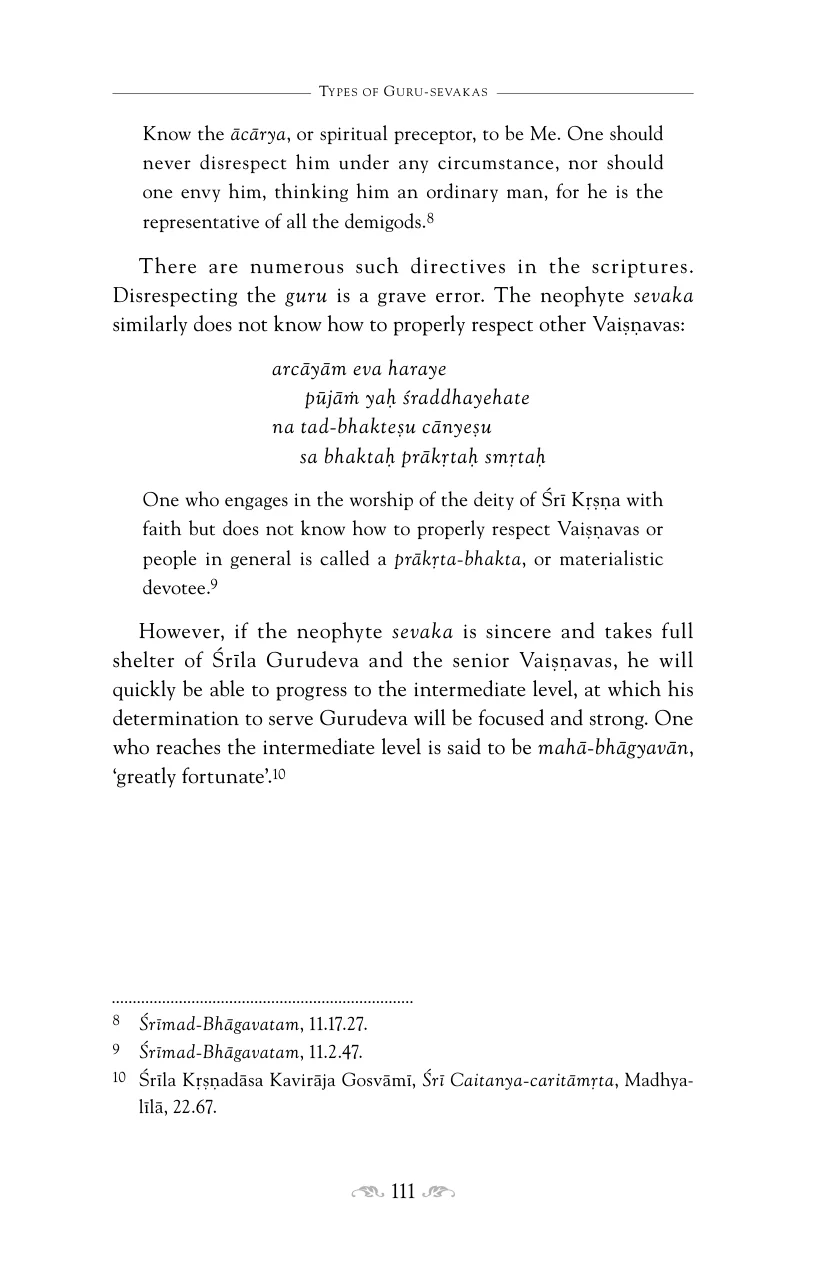 Types of Guru-sevakas
Know the ācārya, or spiritual preceptor, to be Me. One should
never disrespect him under any circumstance, nor should
one envy him, thinking him an ordinary man, for he is the
representative of all the demigods.8
There are numerous such directives in the scriptures.
Disrespecting the guru is a grave error. The neophyte sevaka
similarly does not know how to properly respect other Vaiṣṇavas:
arcāyām eva haraye
pūjāṁ yaḥ śraddhayehate
na tad-bhakteṣu cānyeṣu
sa bhaktaḥ prākṛtaḥ smṛtaḥ
One who engages in the worship of the deity of Śrī Kṛṣṇa with
faith but does not know how to properly respect Vaiṣṇavas or
people in general is called a prākṛta-bhakta, or materialistic
devotee.9
However, if the neophyte sevaka is sincere and takes full
shelter of Śrīla Gurudeva and the senior Vaiṣṇavas, he will
quickly be able to progress to the intermediate level, at which his
determination to serve Gurudeva will be focused and strong. One
who reaches the intermediate level is said to be mahā-bhāgyavān,
‘greatly fortunate’.10
8 Śrīmad-Bhāgavatam, 11.17.27.
9 Śrīmad-Bhāgavatam, 11.2.47.
10 Śrīla Kṛṣṇadāsa Kavirāja Gosvāmī, Śrī Caitanya-caritāmṛta, Madhya-
līlā, 22.67.
111